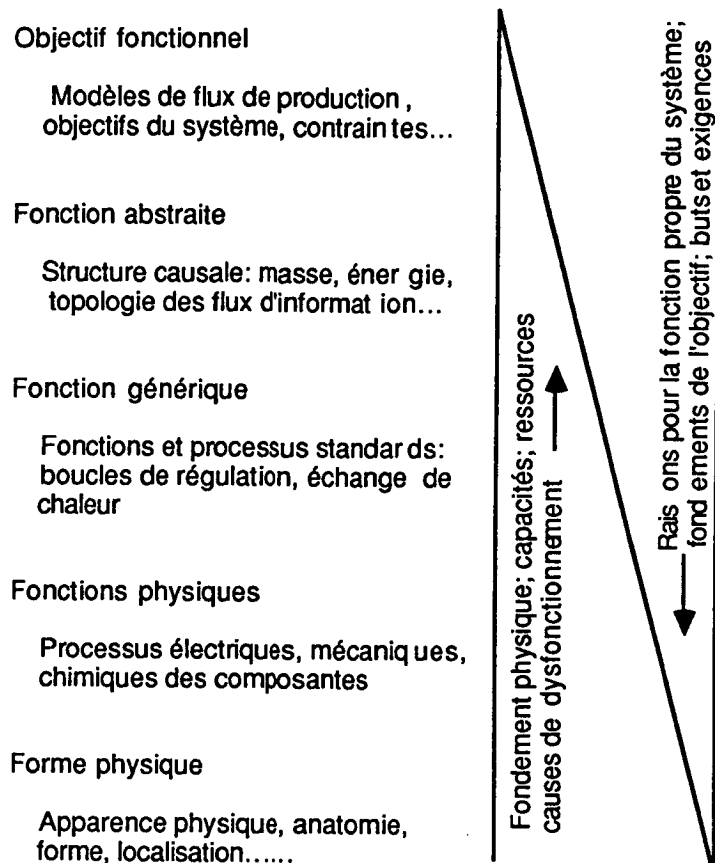 Objectif fonctionnel
Modèles de flux de production ,
objectifs du système, contrain tes...
Fonction abstraite
Structure causale: masse, éner gie,
topologie des flux d'informat ion...
Fonction générique
Fonctions et processus standar ds:
boucles de régulation, échange de
chaleur
Fonctions physiques
Processus électriques, mécaniq ues,
chimiques des composantes
Forme physique
Apparence physique, anatomie,
forme, localisation......
Fondement physique; capacités; ressources
causes de dysfonctionnement
Rais ons pour la fonction propre du système;
fond ements de l'objectif; butset exigences